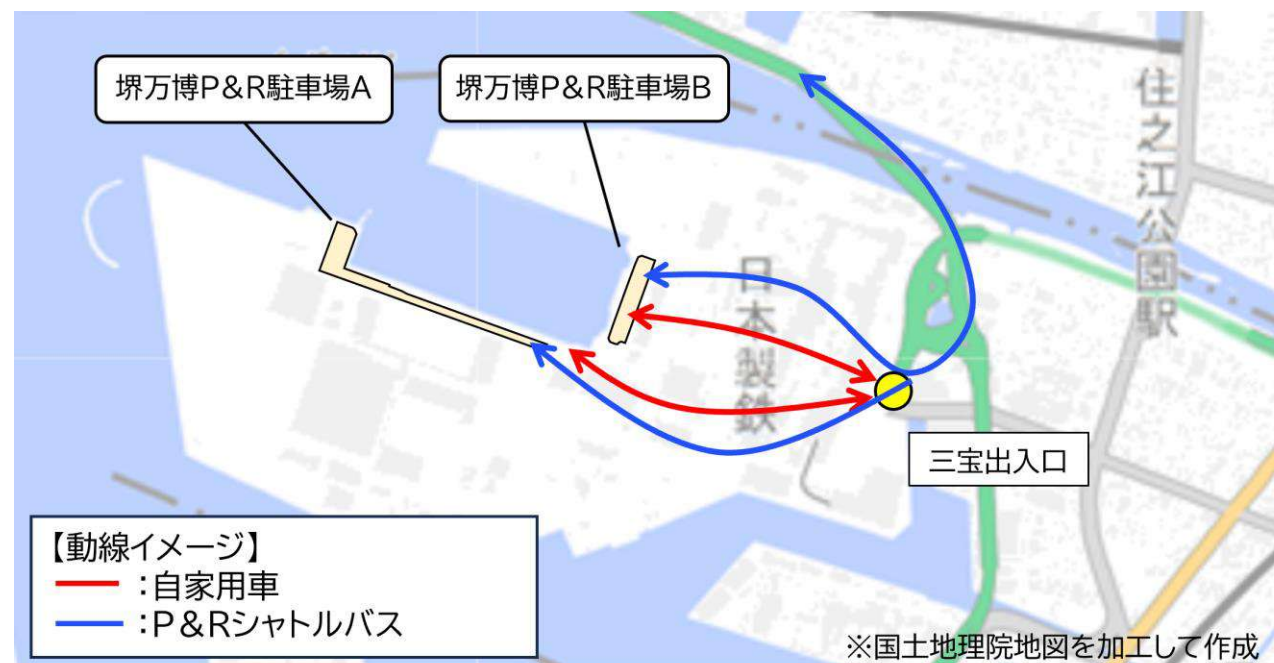 堺万博P&R駐車場A
堺万博P&R駐車場B
住之江公園駅
日本製鉄
三宝出入口
【動線イメージ】
：自家用車
：P&Rシャトルバス
※国土地理院地図を加工して作成